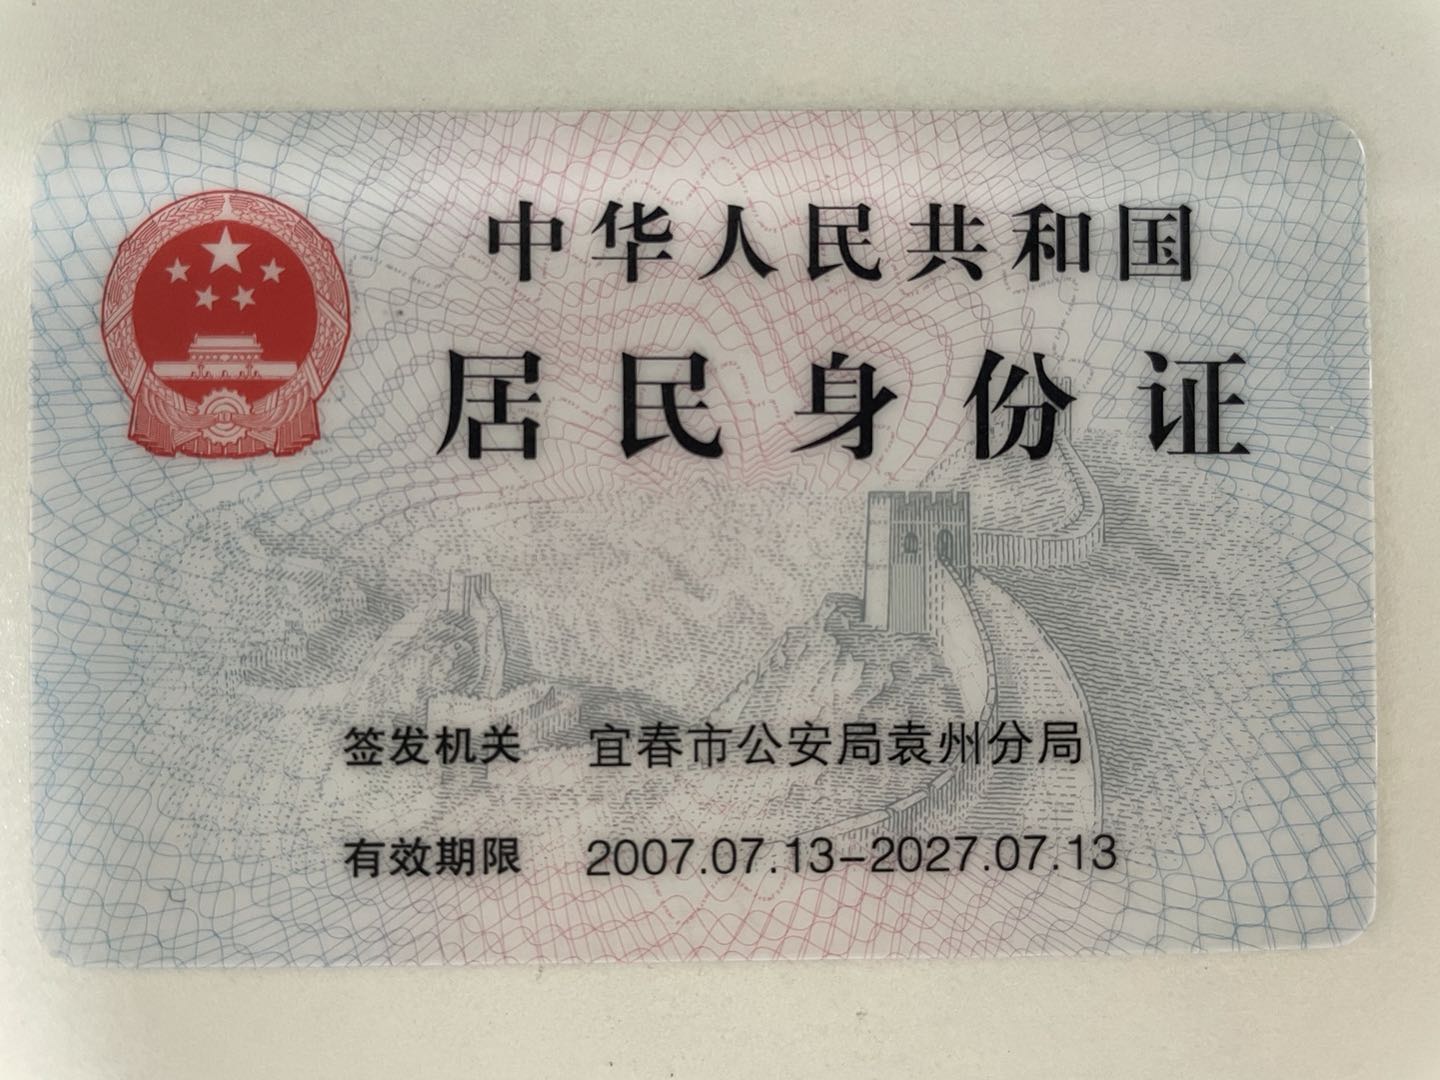 中华人民共和国
居民身份证
签发机关 宜春市公安局袁州分局
有效期限 2007.07.13-2027.07.13